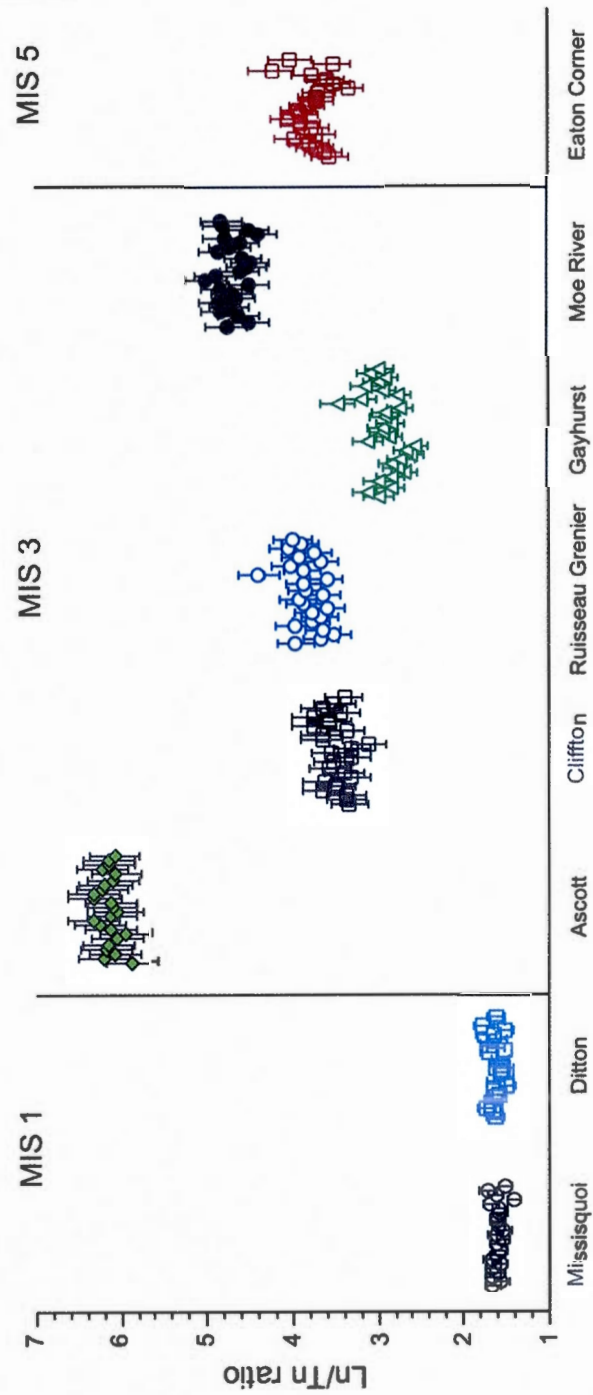 MIS 1
MIS 3
MIS 5
Ln/Tn ratio
7
6
5
4
3
2
1
Missisquoi
Ditton
Ascott
Cliffton
Ruisseau Grenier
Gayhurst
Moe River
Eaton Corner